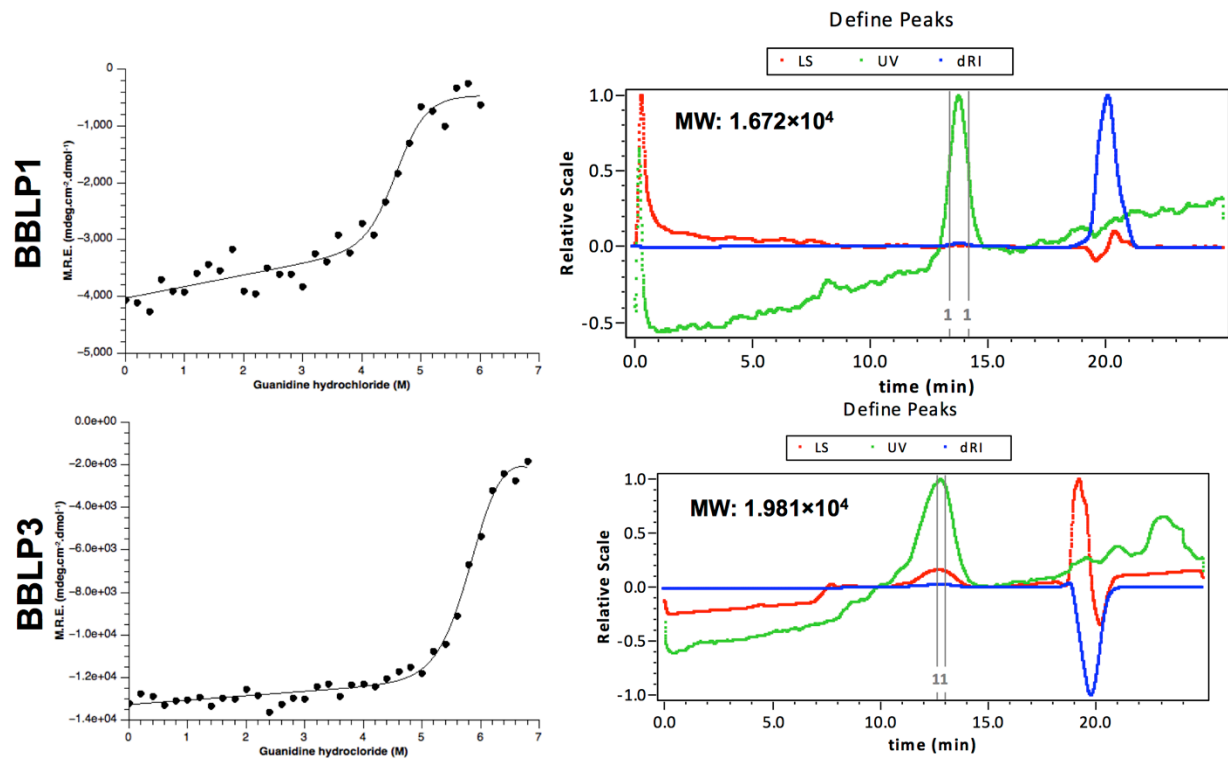 BBLP1
M.R.E. (mdeg.cm².dmol⁻¹)
0
–1,000
–2,000
–3,000
–4,000
–5,000
0 1 2 3 4 5 6 7
Guanidine hydrochloride (M)
Define Peaks
LS UV dRI
MW: 1.672×10⁴
Relative Scale
1.0
0.5
0.0
-0.5
1 1
0.0 5.0 10.0 15.0 20.0
time (min)
BBLP3
M.R.E. (mdeg.cm⁻².dmol⁻¹)
0.0e+00
–2.0e+03
–4.0e+03
–6.0e+03
–8.0e+03
–1.0e+04
–1.2e+04
–1.4e+04
0 1 2 3 4 5 6 7
Guanidine hydrocloride (M)
Define Peaks
LS UV dRI
MW: 1.981×10⁴
Relative Scale
1.0
0.5
0.0
-0.5
-1.0
11
0.0 5.0 10.0 15.0 20.0
time (min)